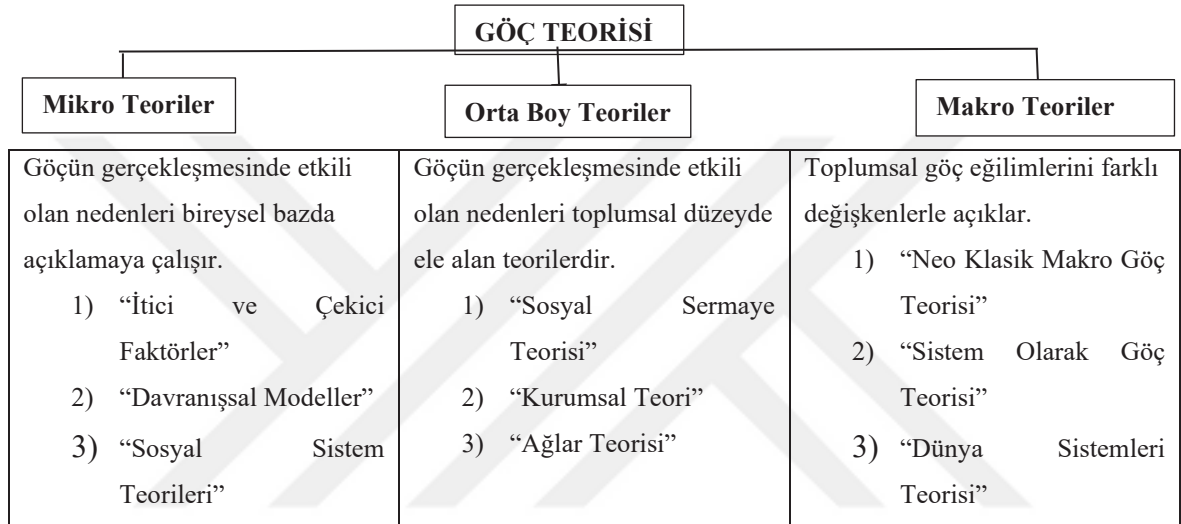 GÖÇ TEORİSİ
Mikro Teoriler
Orta Boy Teoriler
Makro Teoriler
Göçün gerçekleşmesinde etkili
olan nedenleri bireysel bazda
açıklamaya çalışır.
1) “İtici ve Çekici
Faktörler”
2) “Davranışsal Modeller”
3) “Sosyal Sistem
Teorileri”
Göçün gerçekleşmesinde etkili
olan nedenleri toplumsal düzeyde
ele alan teorilerdir.
1) “Sosyal Sermaye
Teorisi”
2) “Kurumsal Teori”
3) “Ağlar Teorisi”
Toplumsal göç eğilimlerini farklı
değişkenlerle açıklar.
1) “Neo Klasik Makro Göç
Teorisi”
2) “Sistem Olarak Göç
Teorisi”
3) “Dünya Sistemleri
Teorisi”